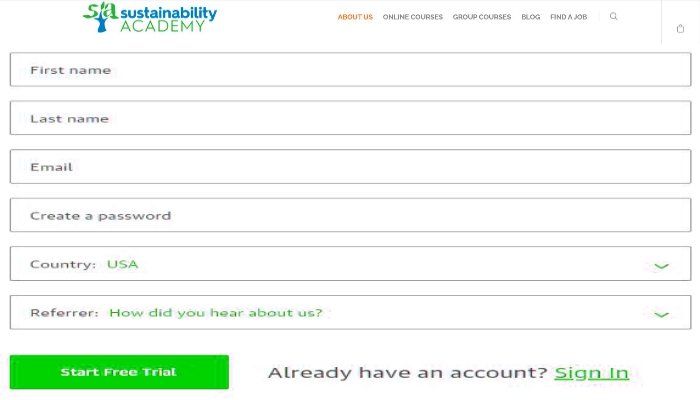 sa sustainability
ACADEMY
ABOUT US ONLINE COURSES GROUP COURSES BLOG FIND A JOB
First name
Last name
Email
Create a password
Country: USA
Referrer: How did you hear about us?
Start Free Trial Already have an account? Sign In